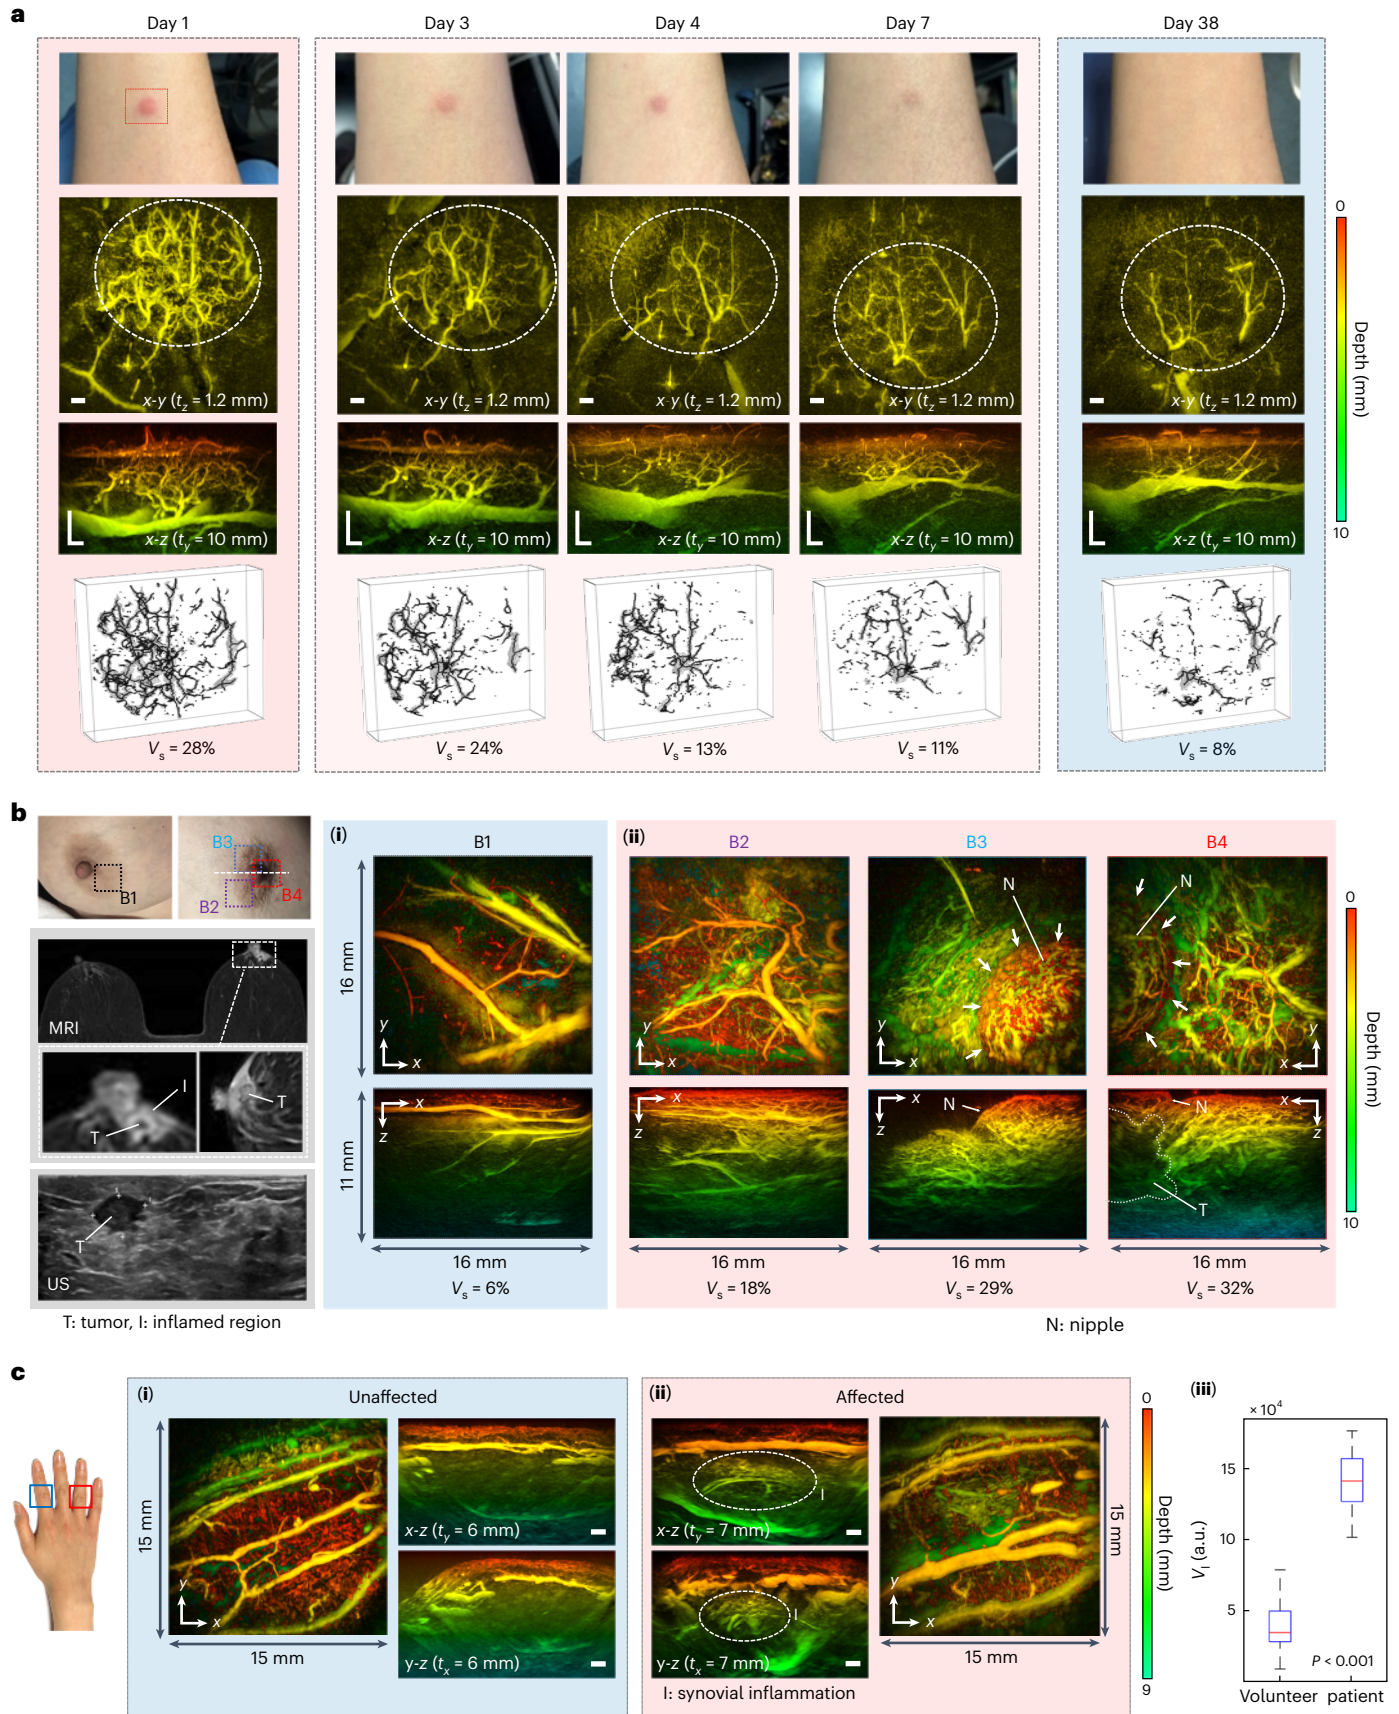 a
Day 1
Day 3
Day 4
Day 7
Day 38
x-y (tz = 1.2 mm)
x-y (tz = 1.2 mm)
x-y (tz = 1.2 mm)
x-y (tz = 1.2 mm)
x-y (tz = 1.2 mm)
x-z (ty = 10 mm)
x-z (ty = 10 mm)
x-z (ty = 10 mm)
x-z (ty = 10 mm)
x-z (ty = 10 mm)
0
Depth (mm)
10
Vs = 28%
Vs = 24%
Vs = 13%
Vs = 11%
Vs = 8%
b
B1
B3
B2
B4
MRI
I
T
T
T
US
T: tumor, I: inflamed region
(i)
B1
16 mm
y
x
11 mm
x
z
16 mm
Vs = 6%
(ii)
B2
B3
B4
y
x
N
y
x
N
y
x
x
z
x
z
N
x
z
N
T
16 mm
16 mm
16 mm
Vs = 18%
Vs = 29%
Vs = 32%
N: nipple
0
Depth (mm)
10
c
(i)
Unaffected
15 mm
y
x
15 mm
x-z (ty = 6 mm)
y-z (tx = 6 mm)
(ii)
Affected
I
x-z (ty = 7 mm)
I
y-z (tx = 7 mm)
y
x
15 mm
15 mm
I: synovial inflammation
0
Depth (mm)
9
(iii)
× 10⁴
15
10
5
VI (a.u.)
P < 0.001
Volunteer patient